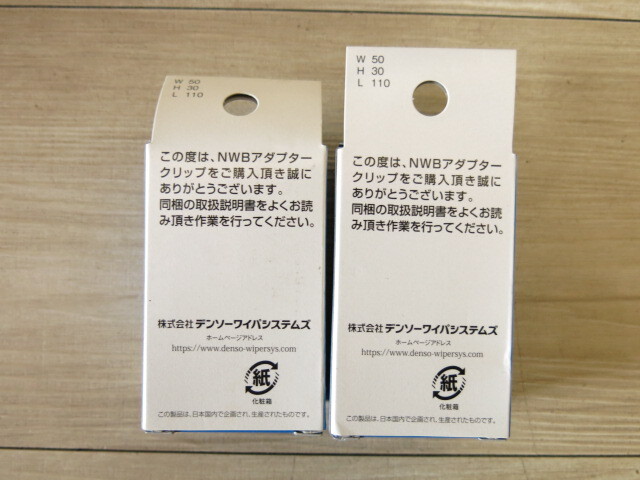 W 50
H 30
L 110
この度は、NWBアダプター
クリップをご購入頂き誠に
ありがとうございます。
同梱の取扱説明書をよくお読
み頂き作業を行ってください。
株式会社 デンソーワイパシステムズ
ホームページアドレス
https://www.denso-wipersys.com
紙
化粧箱
この製品は、日本国内で企画され、生産されたものです。
W 50
H 30
L 110
この度は、NWBアダプター
クリップをご購入頂き誠に
ありがとうございます。
同梱の取扱説明書をよくお読
み頂き作業を行ってください。
株式会社 デンソーワイパシステムズ
ホームページアドレス
https://www.denso-wipersys.com
紙
化粧箱
この製品は、日本国内で企画され、生産されたものです。